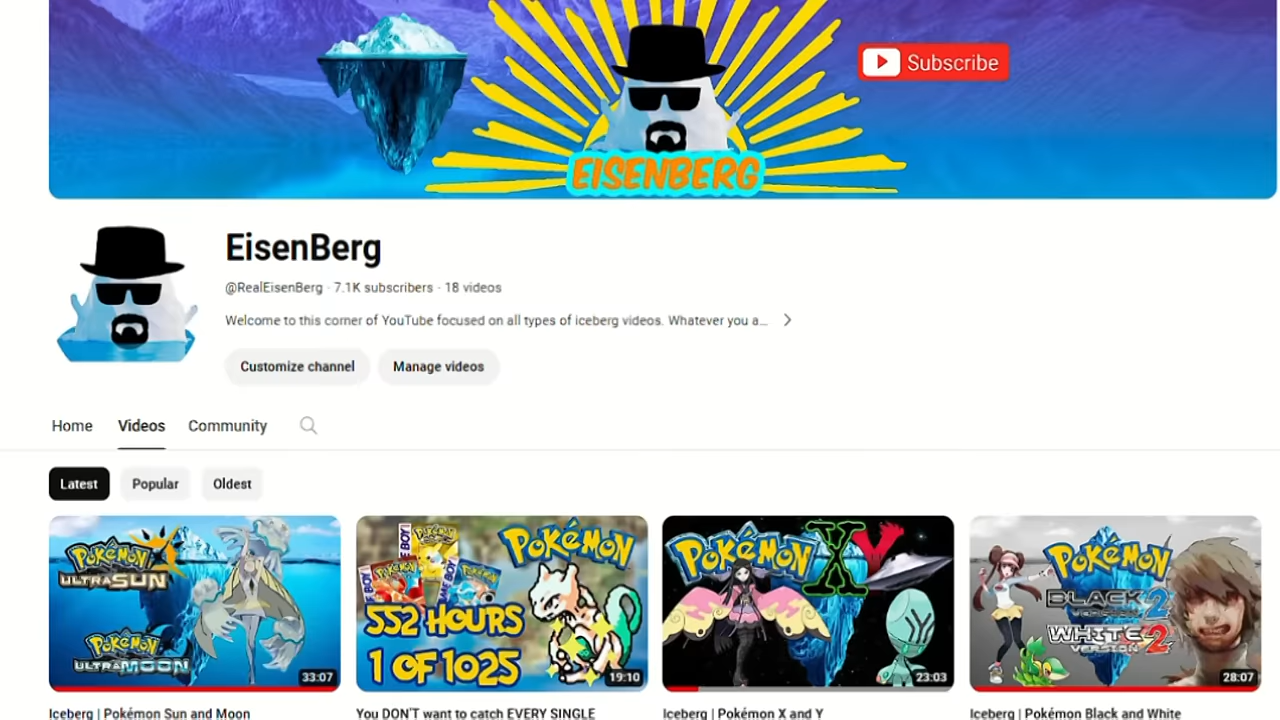 Subscribe
EISENBERG
EisenBerg
@RealEisenBerg · 7.1K subscribers · 18 videos
Welcome to this corner of YouTube focused on all types of iceberg videos. Whatever you a...
Customize channel Manage videos
Home Videos Community
Latest Popular Oldest
POKéMON
ULTRA SUN
POKéMON
ULTRA MOON
33:07
POKéMON
552 HOURS
1 OF 1025
19:10
POKéMON X Y
23:03
POKéMON
BLACK VERSION 2
WHITE VERSION 2
28:07
Iceberg | Pokémon Sun and Moon
You DON'T want to catch EVERY SINGLE
Iceberg | Pokémon X and Y
Iceberg | Pokémon Black and White